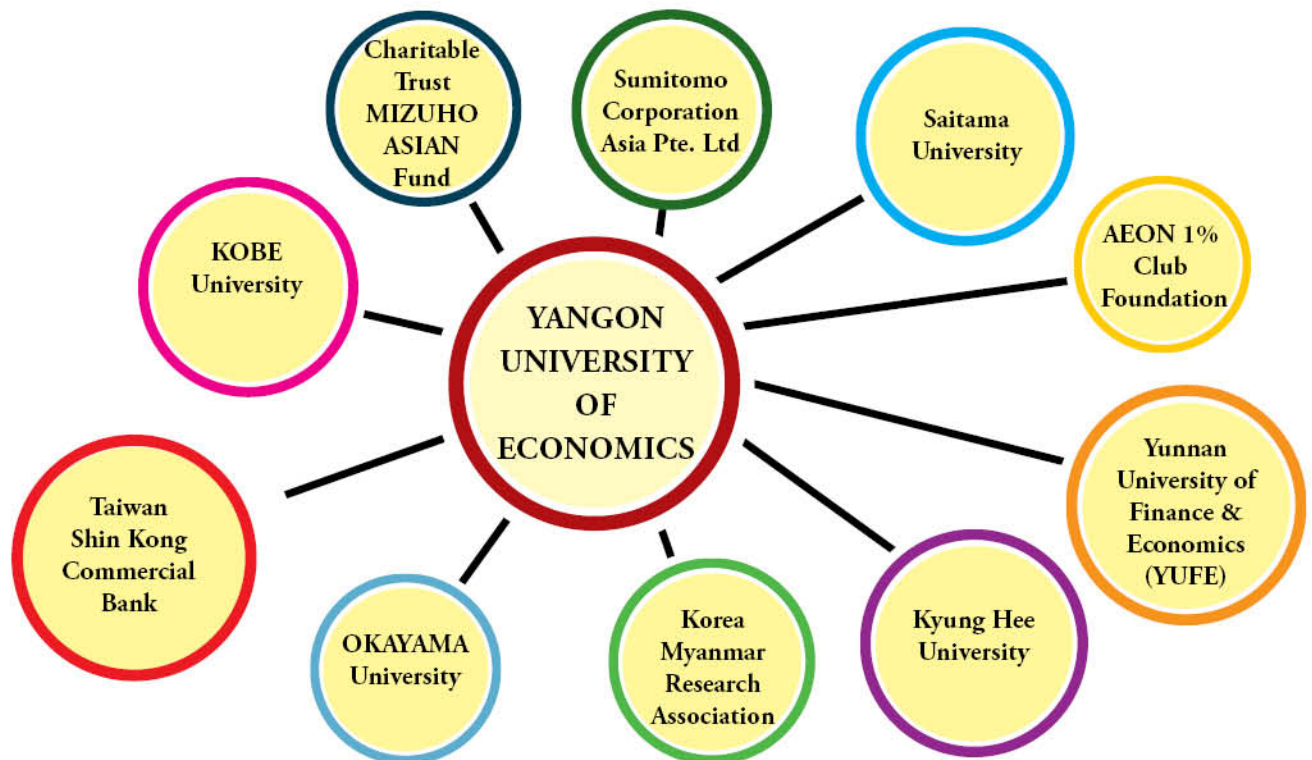 Charitable
Trust
MIZUHO
ASIAN
Fund
Sumitomo
Corporation
Asia Pte. Ltd
Saitama
University
AEON 1%
Club
Foundation
KOBE
University
YANGON
UNIVERSITY
OF
ECONOMICS
Yunnan
University of
Finance &
Economics
(YUFE)
Taiwan
Shin Kong
Commercial
Bank
OKAYAMA
University
Korea
Myanmar
Research
Association
Kyung Hee
University